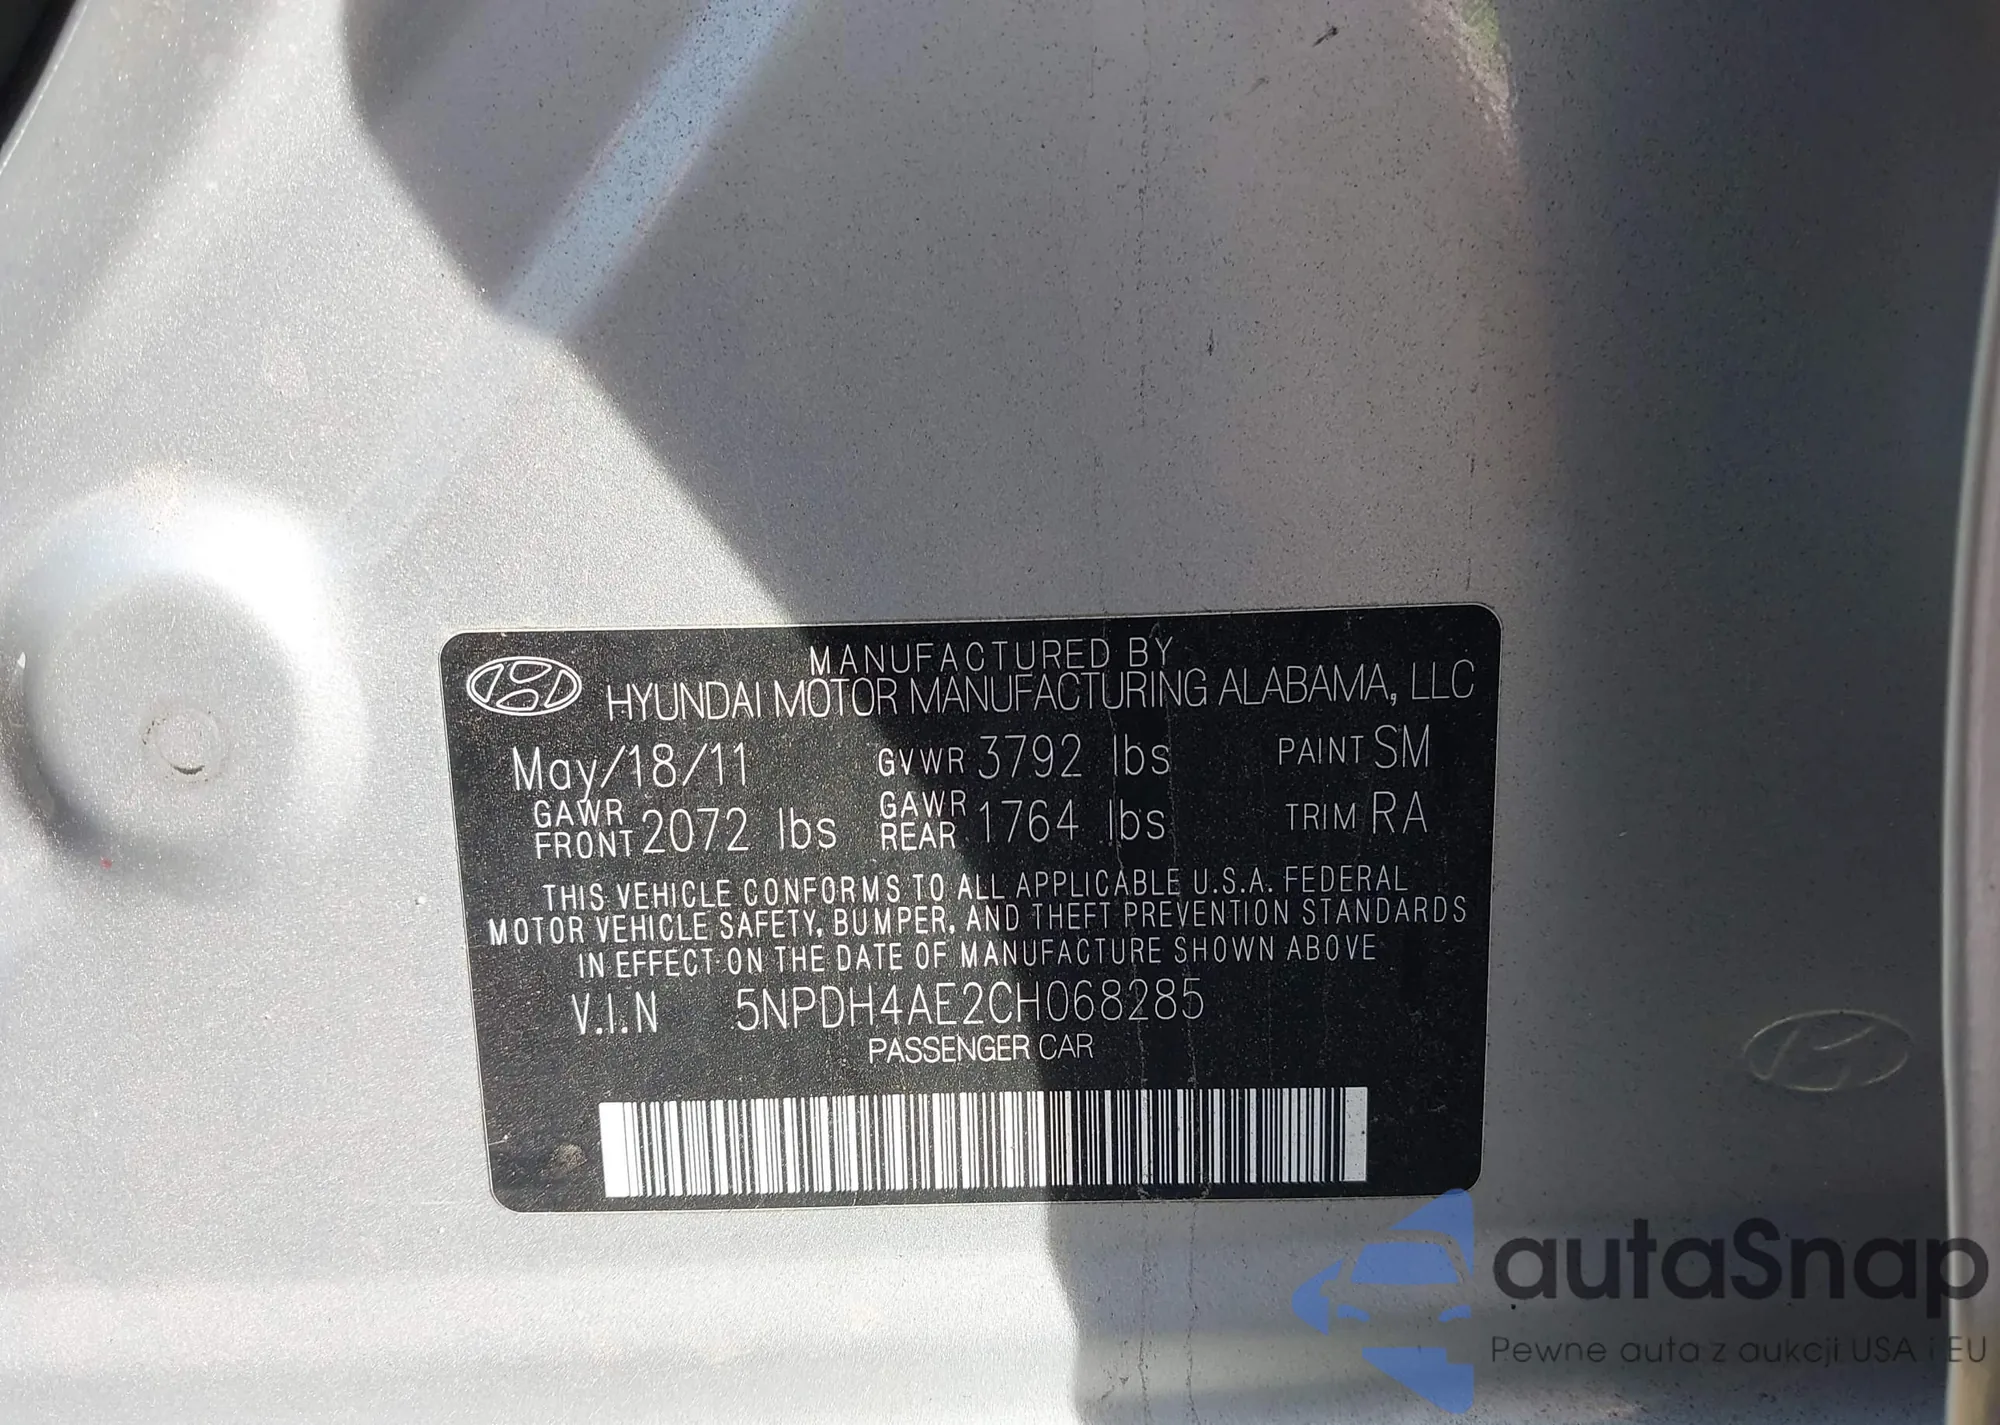 MANUFACTURED BY
HYUNDAI MOTOR MANUFACTURING ALABAMA, LLC
May/18/11 GVWR 3792 lbs PAINT SM
GAWR FRONT 2072 lbs GAWR REAR 1764 lbs TRIM RA
THIS VEHICLE CONFORMS TO ALL APPLICABLE U.S.A. FEDERAL
MOTOR VEHICLE SAFETY, BUMPER, AND THEFT PREVENTION STANDARDS
IN EFFECT ON THE DATE OF MANUFACTURE SHOWN ABOVE
V.I.N 5NPDH4AE2CH068285
PASSENGER CAR
autaSnap
Pewne auta z aukcji USA i EU